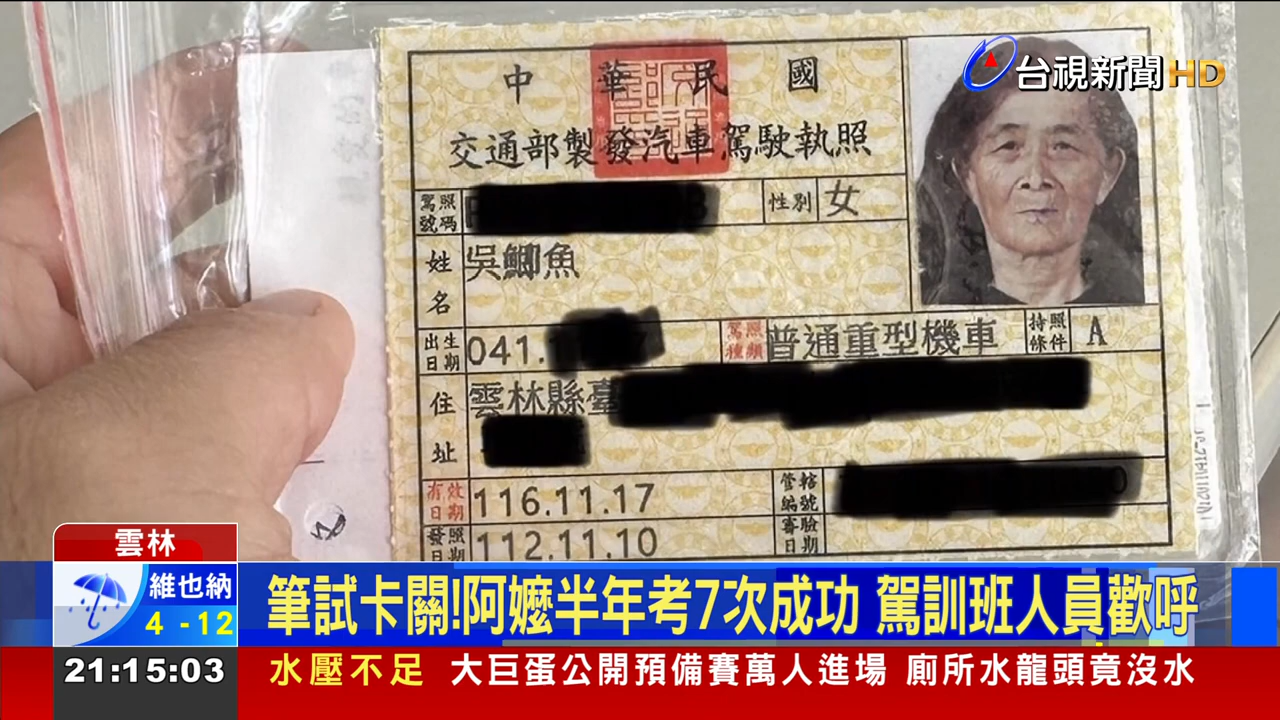 台視新聞HD
中華民國
交通部製發汽車駕駛執照
駕照號碼
性別 女
姓名 吳鯽魚
出生日期 041.
駕照種類 普通重型機車
持照條件 A
住址 雲林縣臺
有效日期 116.11.17
管轄編號
發照日期 112.11.10
審驗日期
雲林
維也納
4 - 12
筆試卡關!阿嬤半年考7次成功 駕訓班人員歡呼
21:15:03
水壓不足 大巨蛋公開預備賽萬人進場 廁所水龍頭竟沒水